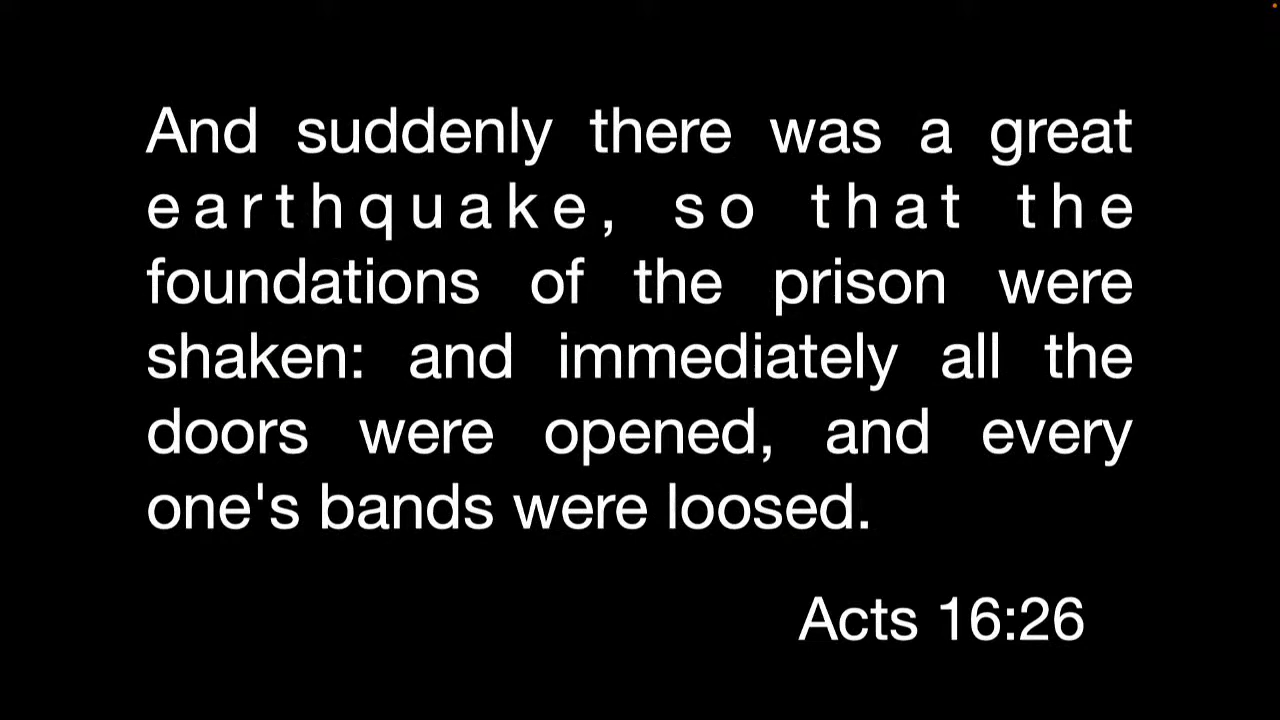 And suddenly there was a great
earthquake, so that the
foundations of the prison were
shaken: and immediately all the
doors were opened, and every
one's bands were loosed.
Acts 16:26